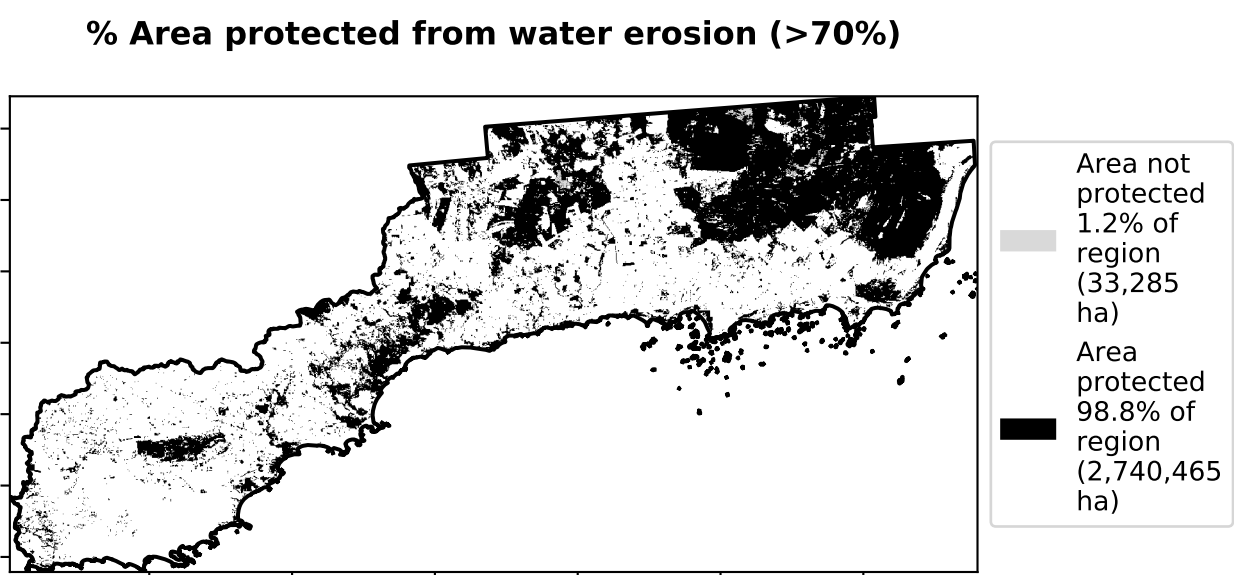 % Area protected from water erosion (>70%)
Area not
protected
1.2% of
region
(33,285
ha)
Area
protected
98.8% of
region
(2,740,465
ha)